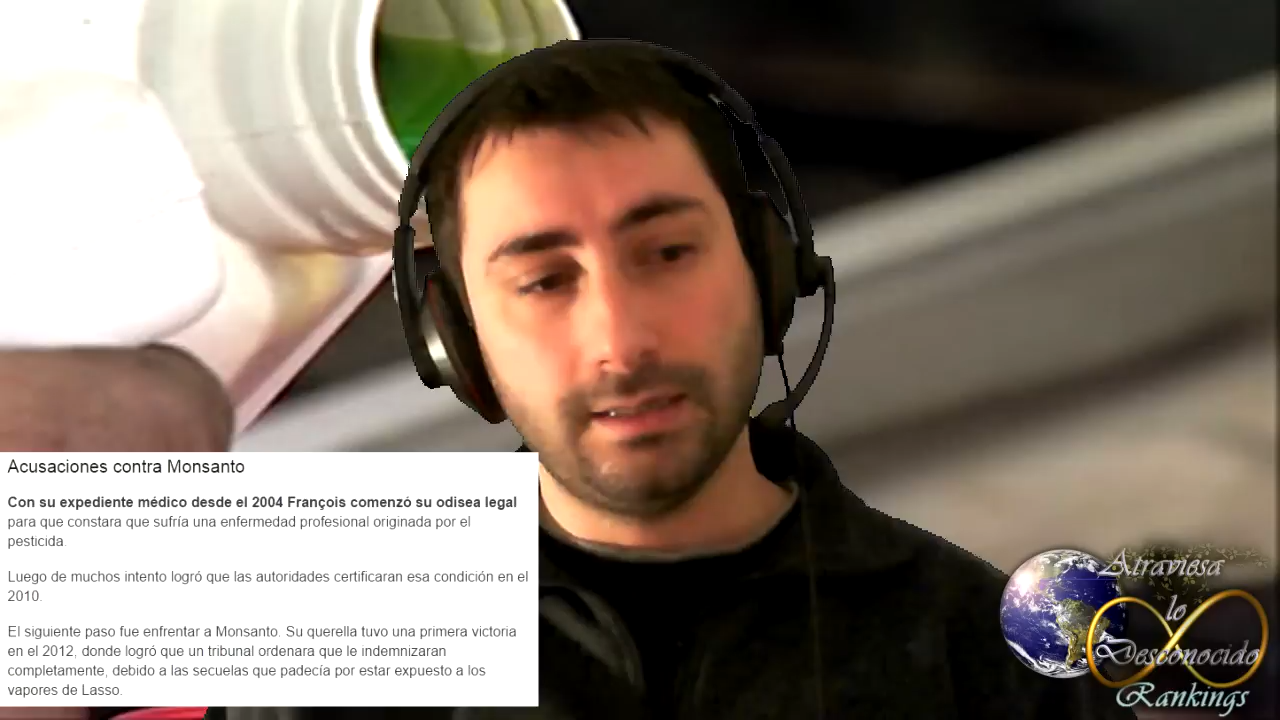 Acusaciones contra Monsanto
Con su expediente médico desde el 2004 François comenzó su odisea legal
para que constara que sufría una enfermedad profesional originada por el
pesticida.
Luego de muchos intento logró que las autoridades certificaran esa condición en el
2010.
El siguiente paso fue enfrentar a Monsanto. Su querella tuvo una primera victoria
en el 2012, donde logró que un tribunal ordenara que le indemnizaran
completamente, debido a las secuelas que padecía por estar expuesto a los
vapores de Lasso.
Atraviesa
lo
Desconocido
Rankings